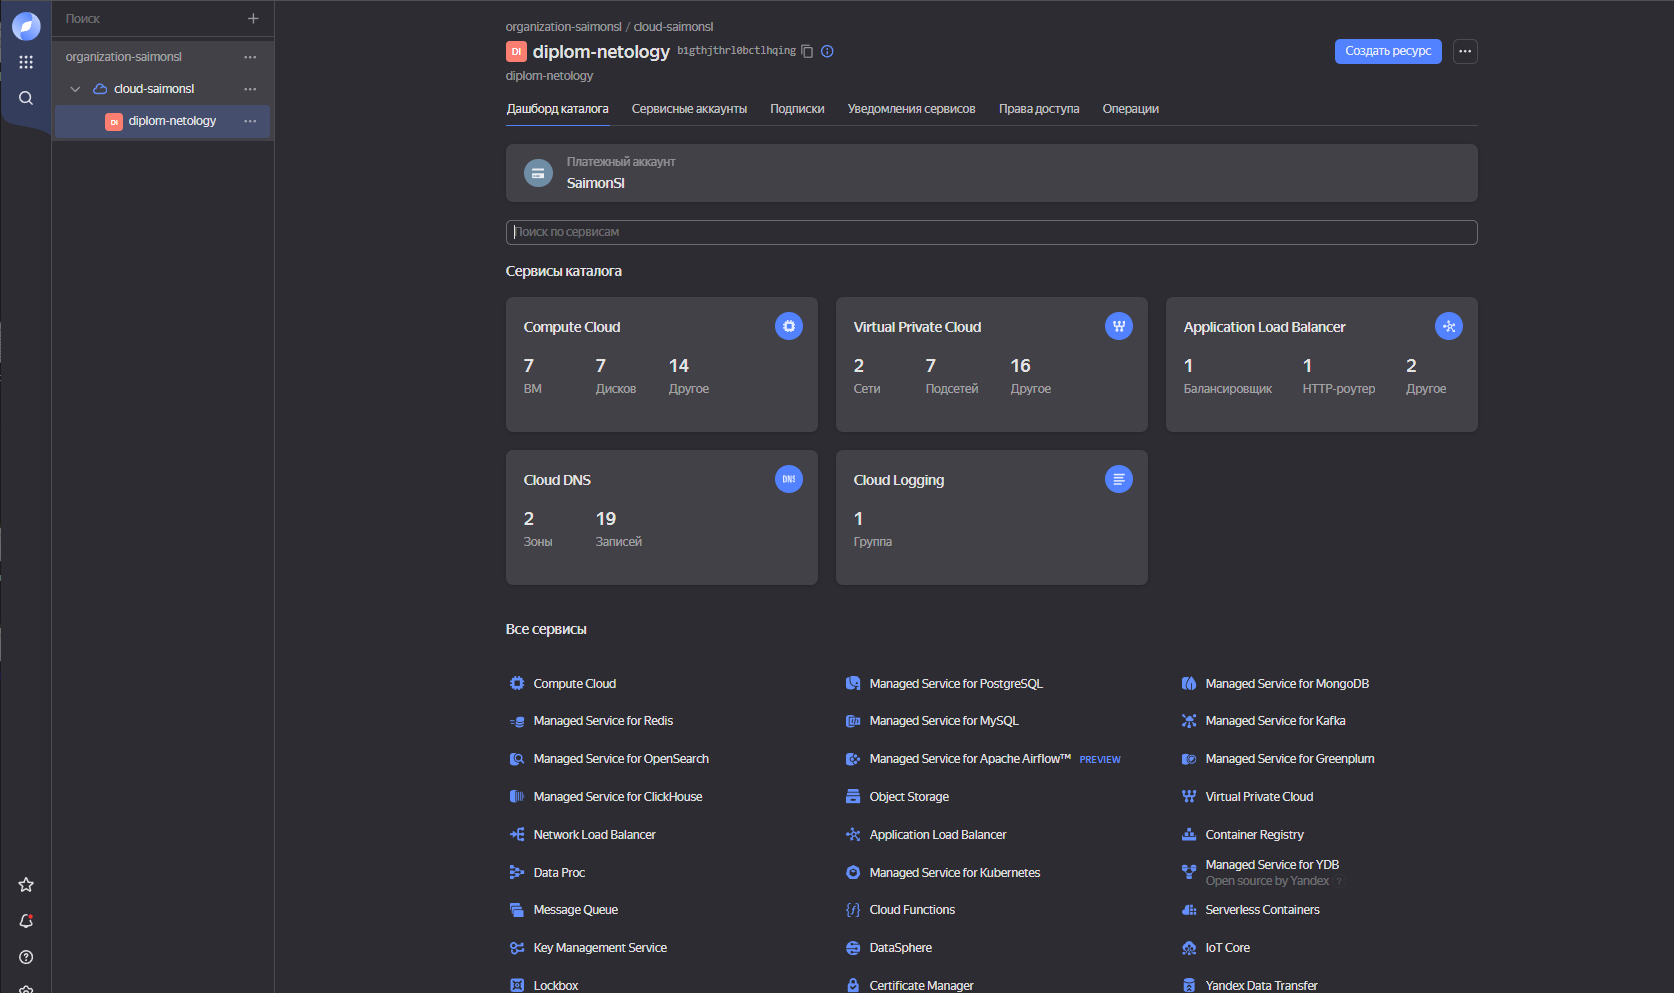 Поиск
organization-saimonsl
cloud-saimonsl
DI diplom-netology
organization-saimonsl / cloud-saimonsl
DI diplom-netology b1gthjthrl0bctlhqing
diplom-netology
Создать ресурс
Дашборд каталога Сервисные аккаунты Подписки Уведомления сервисов Права доступа Операции
Платежный аккаунт
SaimonSl
Поиск по сервисам
Сервисы каталога
Compute Cloud
7 7 14
ВМ Дисков Другое
Virtual Private Cloud
2 7 16
Сети Подсетей Другое
Application Load Balancer
1 1 2
Балансировщик HTTP-роутер Другое
Cloud DNS
DNS
2 19
Зоны Записей
Cloud Logging
1
Группа
Все сервисы
Compute Cloud Managed Service for PostgreSQL Managed Service for MongoDB
Managed Service for Redis Managed Service for MySQL Managed Service for Kafka
Managed Service for OpenSearch Managed Service for Apache Airflow™ PREVIEW Managed Service for Greenplum
Managed Service for ClickHouse Object Storage Virtual Private Cloud
Network Load Balancer Application Load Balancer Container Registry
Data Proc Managed Service for Kubernetes Managed Service for YDB
Open source by Yandex ?
Message Queue Cloud Functions Serverless Containers
Key Management Service DataSphere IoT Core
Lockbox Certificate Manager Yandex Data Transfer